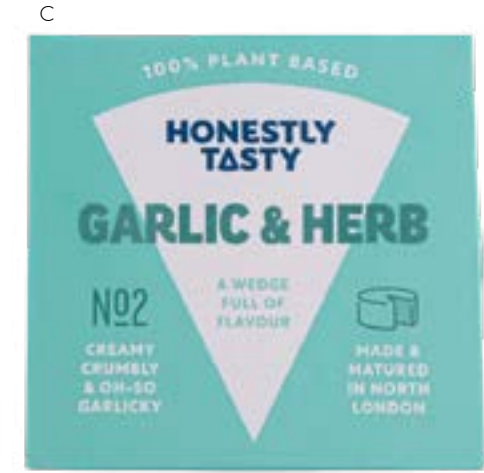 C
100% PLANT BASED
HONESTLY
TASTY
GARLIC & HERB
Nº2
A WEDGE
FULL OF
FLAVOUR
CREAMY
CRUMBLY
& OH-SO
GARLICKY
MADE &
MATURED
IN NORTH
LONDON